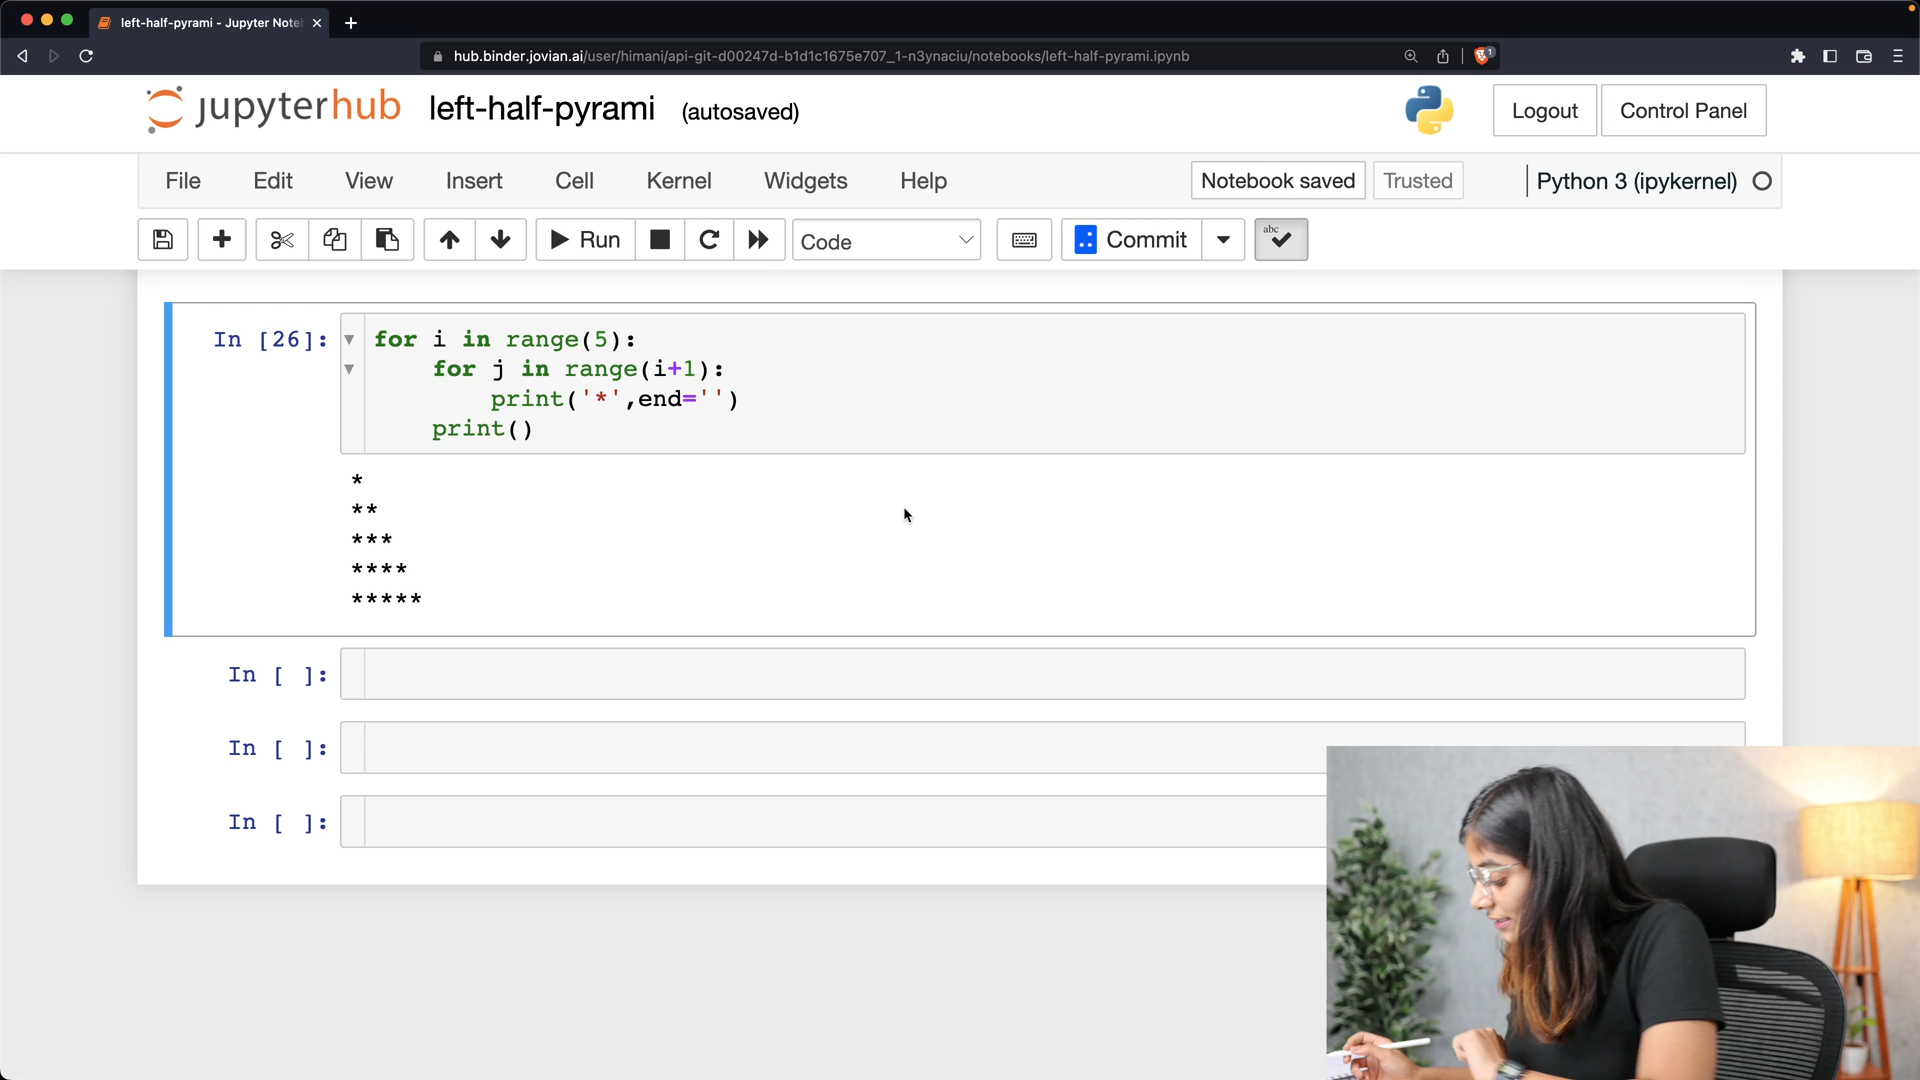 left-half-pyrami - Jupyter Note
hub.binder.jovian.ai/user/himani/api-git-d00247d-b1d1c1675e707_1-n3ynaciu/notebooks/left-half-pyrami.ipynb
1
jupyterhub left-half-pyrami (autosaved)
Logout
Control Panel
File Edit View Insert Cell Kernel Widgets Help
Notebook saved
Trusted
Python 3 (ipykernel)
Run
Code
Commit
abc
In [26]:
for i in range(5):
    for j in range(i+1):
        print('*',end='')
    print()
*
**
***
****
*****
In [ ]:
In [ ]:
In [ ]: